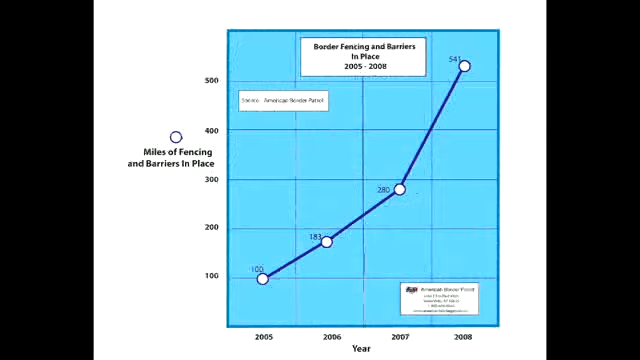 Border Fencing and Barriers
In Place
2005 - 2008
Source: American Border Patrol
Miles of Fencing
and Barriers In Place
500
400
300
200
100
541
280
183
100
American Border Patrol
2005
2006
2007
2008
Year